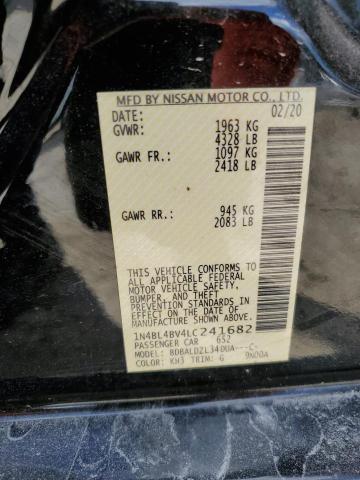 MFD BY NISSAN MOTOR CO., LTD.
DATE: 02/20
GVWR: 1963 KG
4328 LB
GAWR FR.: 1097 KG
2418 LB
GAWR RR.: 945 KG
2083 LB
THIS VEHICLE CONFORMS TO
ALL APPLICABLE FEDERAL
MOTOR VEHICLE SAFETY,
BUMPER, AND THEFT
PREVENTION STANDARDS IN
EFFECT ON THE DATE OF
MANUFACTURE SHOWN ABOVE.
1N4BL4BV4LC241682
PASSENGER CAR 6S2
MODEL: BDBALDZL34DUA---C-
COLOR: KH3 TRIM: G 9N00A